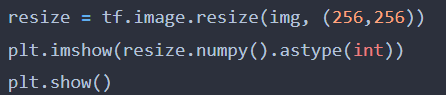 resize = tf.image.resize(img, (256,256))
plt.imshow(resize.numpy().astype(int))
plt.show()